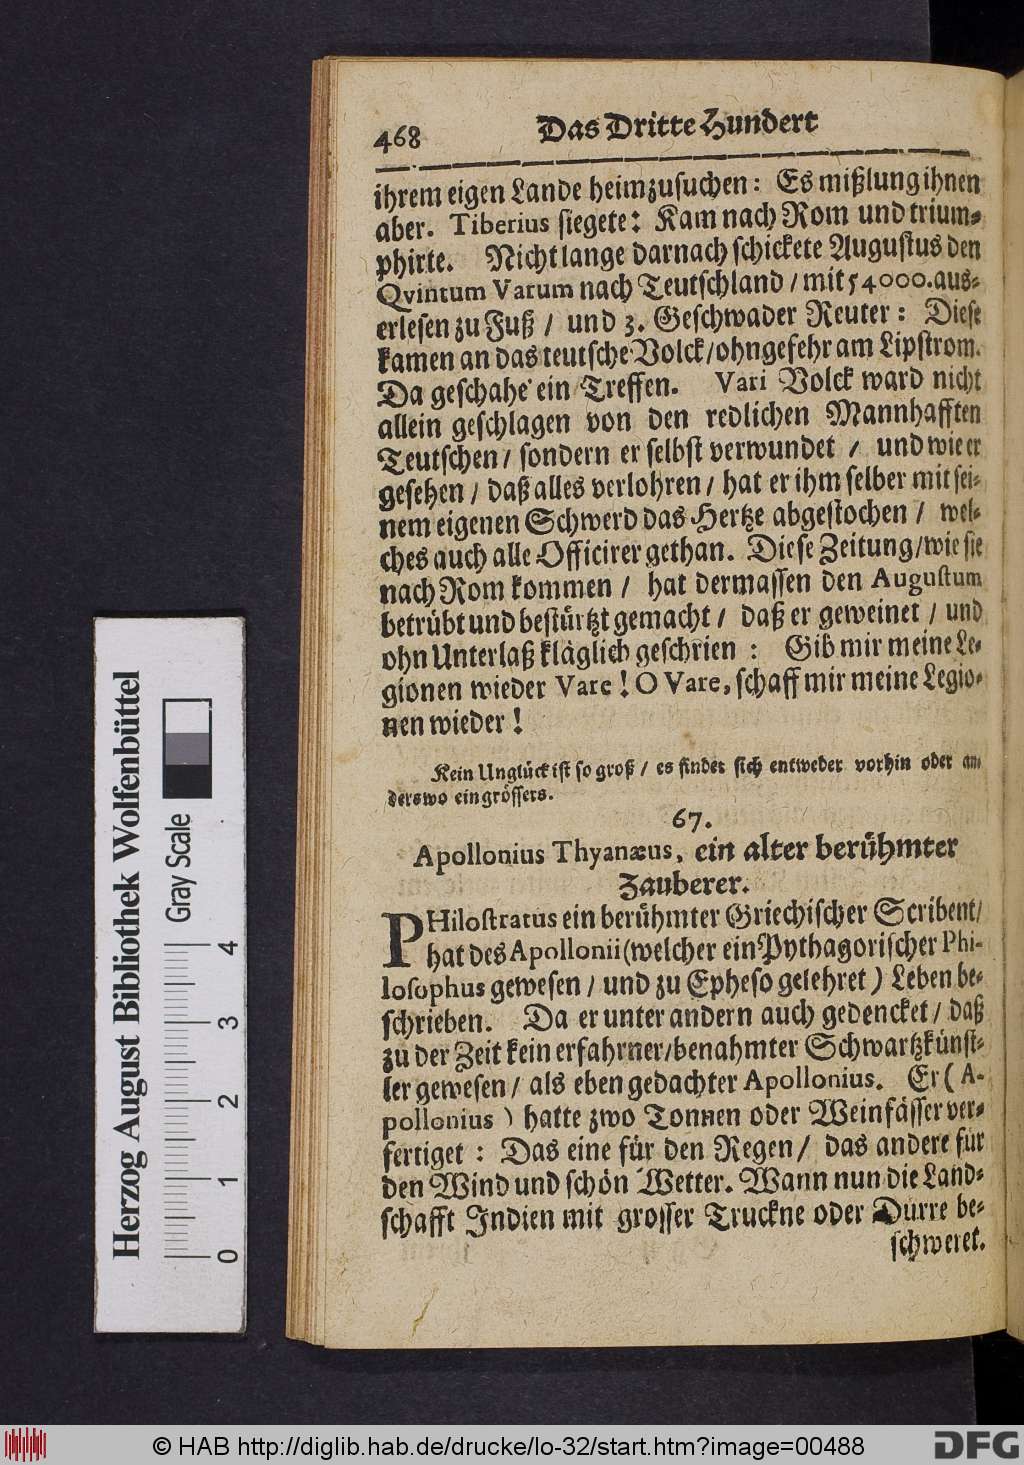 468 Das Dritte Hundert
ihrem eigen Lande heimzusuchen: Es mißlung ihnen
aber. Tiberius siegete: Kam nach Rom und trium-
phirte. Nicht lange darnach schickete Augustus den
Qvintum Varum nach Teutschland / mit 54000. aus-
erlesen zu Fuß / und 3. Geschwader Reuter: Diese
kamen an das teutsche Volck / ohngefehr am Lipstrom.
Da geschahe ein Treffen. Vari Volck ward nicht
allein geschlagen von den redlichen Mannhafften
Teutschen / sondern er selbst verwundet / und wie er
gesehen / daß alles verlohren / hat er ihm selber mit sei-
nem eigenen Schwerd das Hertze abgestochen / wel-
ches auch alle Officirer gethan. Diese Zeitung / wie sie
nach Rom kommen / hat dermassen den Augustum
betrübt und bestürtzt gemacht / daß er geweinet / und
ohn Unterlaß kläglich geschrien : Gib mir meine Le-
gionen wieder Vare ! O Vare, schaff mir meine Legio-
nen wieder !
Kein Unglück ist so groß / es findet sich entweder vorhin oder an-
derswo ein grössers.
67.
Apollonius Thyanæus, ein alter berühmter
Zauberer.
PHilostratus ein berühmter Griechischer Scribent /
hat des Apollonii (welcher ein Pythagorischer Phi-
losophus gewesen / und zu Epheso gelehret) Leben be-
schrieben. Da er unter andern auch gedencket / daß
zu der Zeit kein erfahrner / benahmter Schwartzkünst-
ler gewesen / als eben gedachter Apollonius. Er ( A-
pollonius ) hatte zwo Tonnen oder Weinfässer ver-
fertiget : Das eine für den Regen / das andere für
den Wind und schön Wetter. Wann nun die Land-
schafft Indien mit grosser Truckne oder Dürre be-
schweret.
Herzog August Bibliothek Wolfenbüttel
Gray Scale
0 1 2 3 4
© HAB http://diglib.hab.de/drucke/lo-32/start.htm?image=00488
DFG